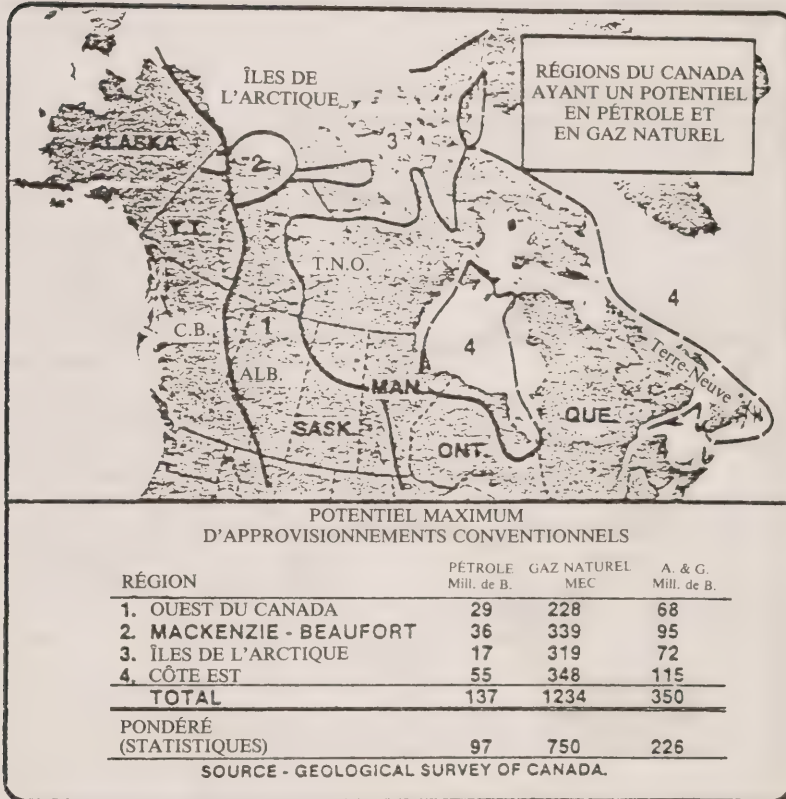 RÉGIONS DU CANADA
AYANT UN POTENTIEL
EN PÉTROLE ET
EN GAZ NATUREL
ÎLES DE
L'ARCTIQUE
ALASKA
2
3
Y.T.
T.N.O.
4
C.B.
1
4
ALB.
Terre-Neuve
MAN
QUE
SASK.
ONT.
4
POTENTIEL MAXIMUM
D'APPROVISIONNEMENTS CONVENTIONNELS
RÉGION PÉTROLE Mill. de B. GAZ NATUREL MEC A. & G. Mill. de B.
1. OUEST DU CANADA 29 228 68
2. MACKENZIE - BEAUFORT 36 339 95
3. ÎLES DE L'ARCTIQUE 17 319 72
4. CÔTE EST 55 348 115
TOTAL 137 1234 350
PONDÉRÉ
(STATISTIQUES) 97 750 226
SOURCE - GEOLOGICAL SURVEY OF CANADA.